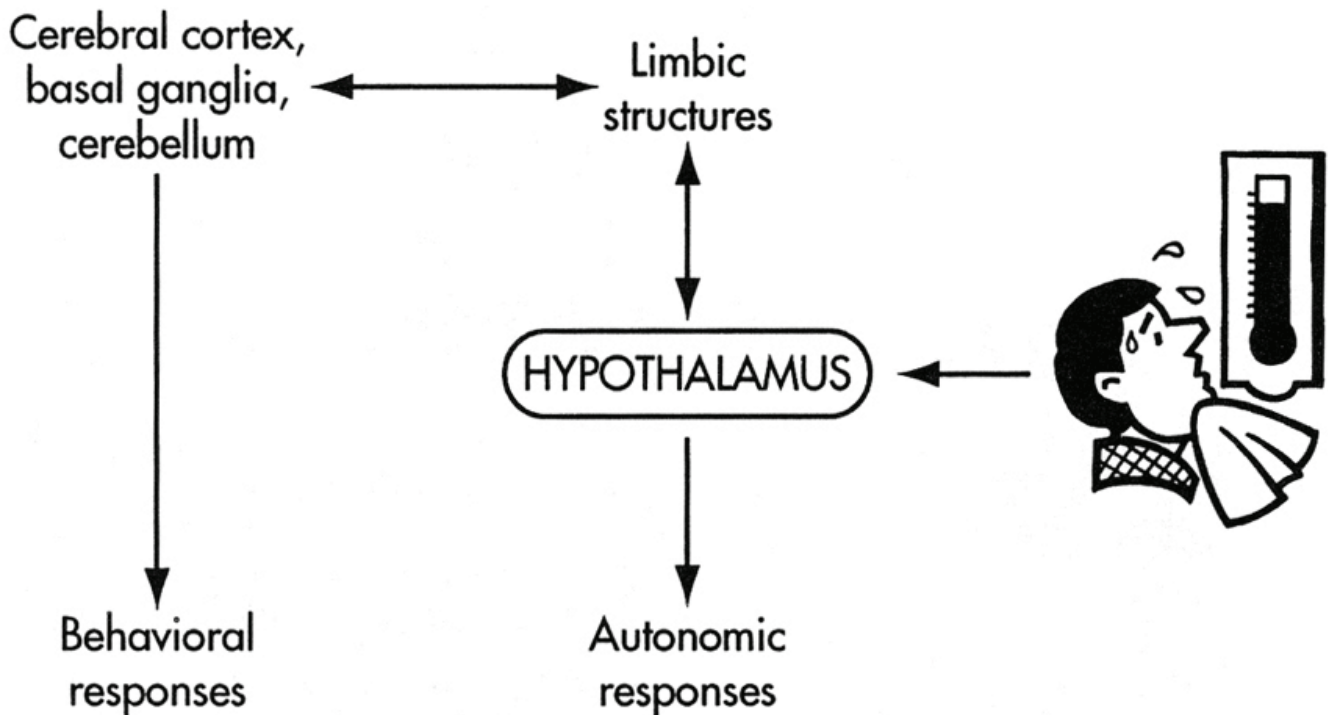 Cerebral cortex,
basal ganglia,
cerebellum
Limbic
structures
HYPOTHALAMUS
Behavioral
responses
Autonomic
responses